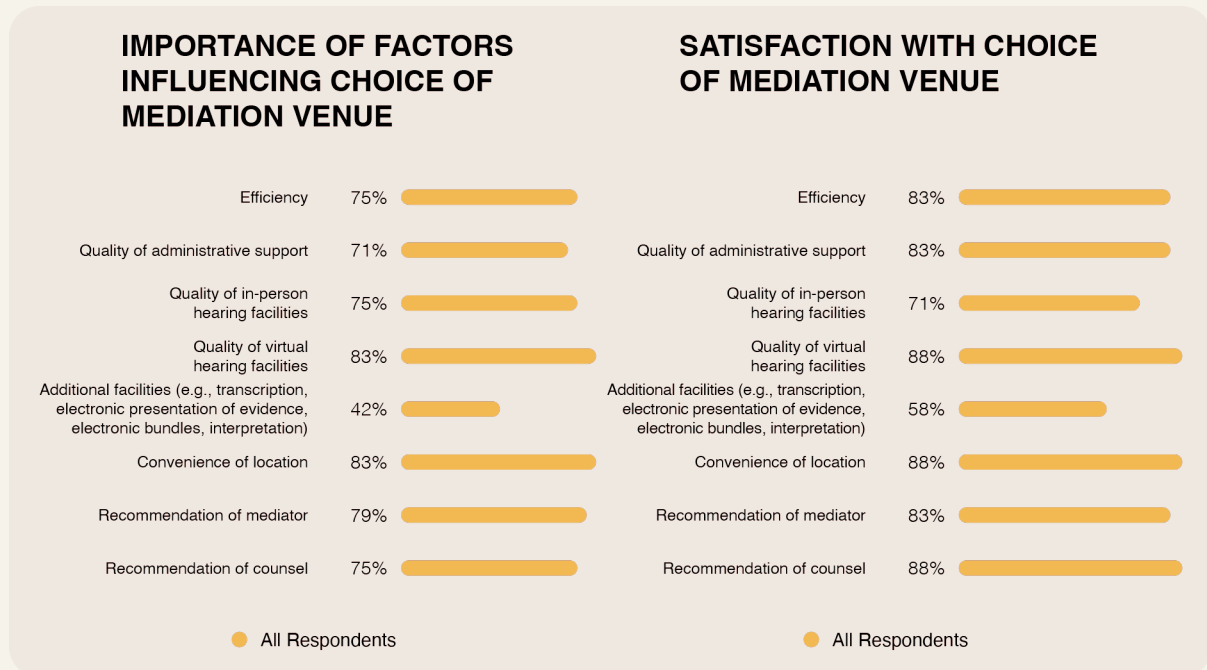 IMPORTANCE OF FACTORS
INFLUENCING CHOICE OF
MEDIATION VENUE
Efficiency 75%
Quality of administrative support 71%
Quality of in-person
hearing facilities 75%
Quality of virtual
hearing facilities 83%
Additional facilities (e.g., transcription,
electronic presentation of evidence, 42%
electronic bundles, interpretation)
Convenience of location 83%
Recommendation of mediator 79%
Recommendation of counsel 75%
All Respondents
SATISFACTION WITH CHOICE
OF MEDIATION VENUE
Efficiency 83%
Quality of administrative support 83%
Quality of in-person
hearing facilities 71%
Quality of virtual
hearing facilities 88%
Additional facilities (e.g., transcription,
electronic presentation of evidence, 58%
electronic bundles, interpretation)
Convenience of location 88%
Recommendation of mediator 83%
Recommendation of counsel 88%
All Respondents